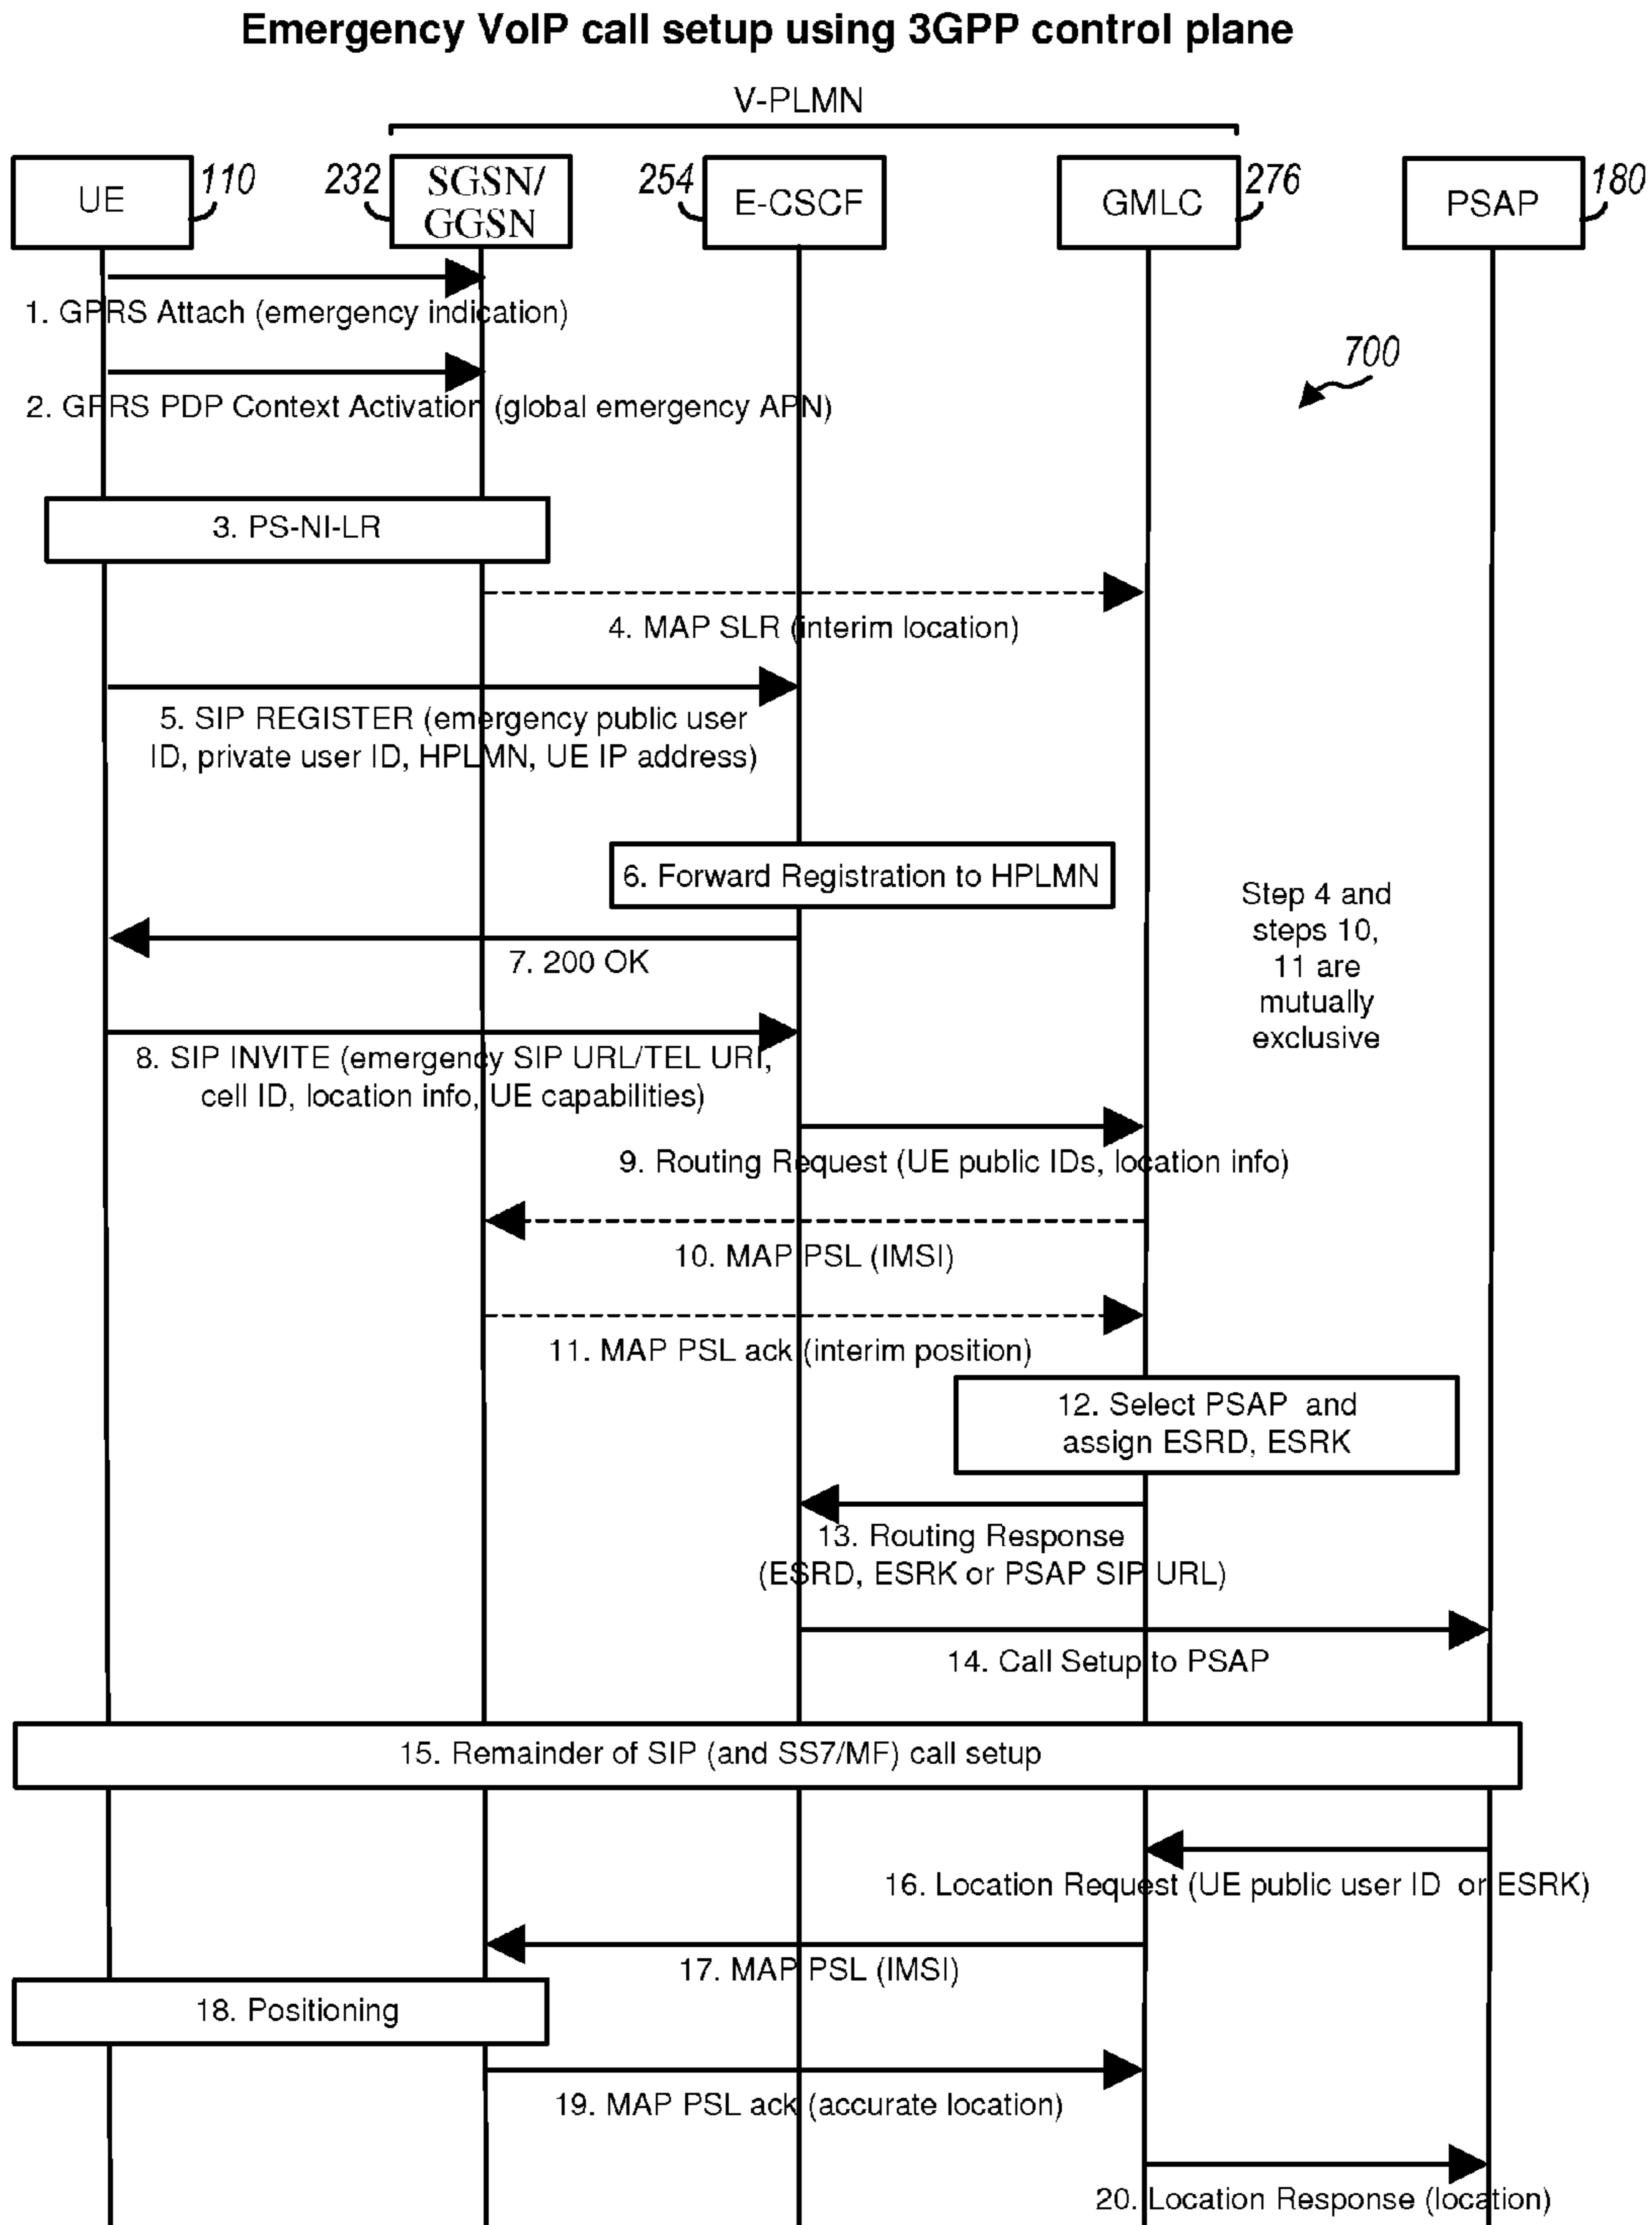 Emergency VoIP call setup using 3GPP control plane
V-PLMN
UE
110
232
SGSN/
GGSN
254
E-CSCF
GMLC
276
PSAP
180
1. GPRS Attach (emergency indication)
700
2. GPRS PDP Context Activation (global emergency APN)
3. PS-NI-LR
4. MAP SLR (interim location)
5. SIP REGISTER (emergency public user
ID, private user ID, HPLMN, UE IP address)
6. Forward Registration to HPLMN
Step 4 and
steps 10,
11 are
mutually
exclusive
7. 200 OK
8. SIP INVITE (emergency SIP URL/TEL URI,
cell ID, location info, UE capabilities)
9. Routing Request (UE public IDs, location info)
10. MAP PSL (IMSI)
11. MAP PSL ack (interim position)
12. Select PSAP and
assign ESRD, ESRK
13. Routing Response
(ESRD, ESRK or PSAP SIP URL)
14. Call Setup to PSAP
15. Remainder of SIP (and SS7/MF) call setup
16. Location Request (UE public user ID or ESRK)
17. MAP PSL (IMSI)
18. Positioning
19. MAP PSL ack (accurate location)
20. Location Response (location)